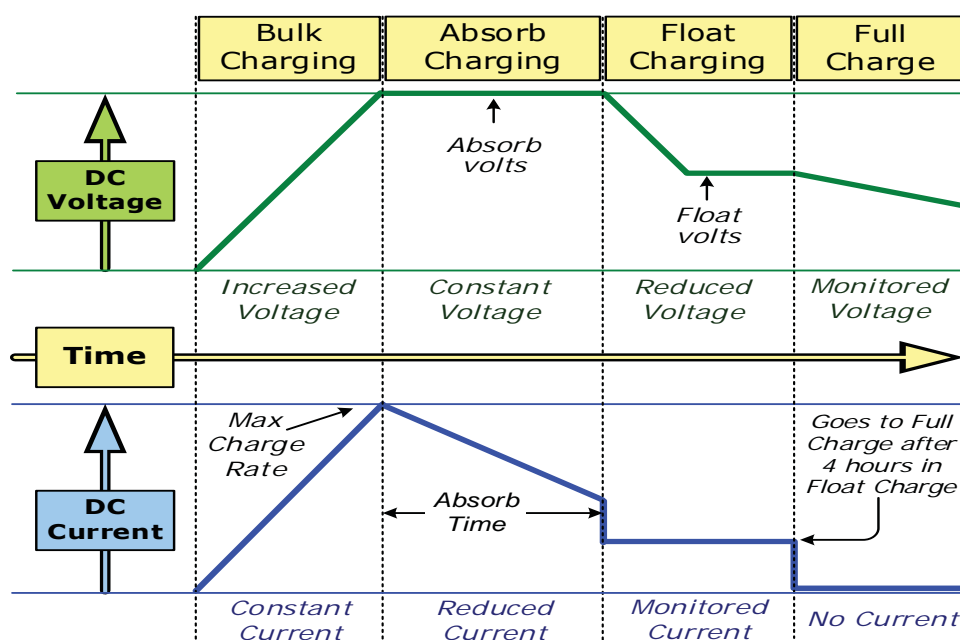 Bulk
Charging
Absorb
Charging
Float
Charging
Full
Charge
DC
Voltage
Absorb
volts
Float
volts
Increased
Voltage
Constant
Voltage
Reduced
Voltage
Monitored
Voltage
Time
DC
Current
Max
Charge
Rate
Absorb
Time
Goes to Full
Charge after
4 hours in
Float Charge
Constant
Current
Reduced
Current
Monitored
Current
No Current